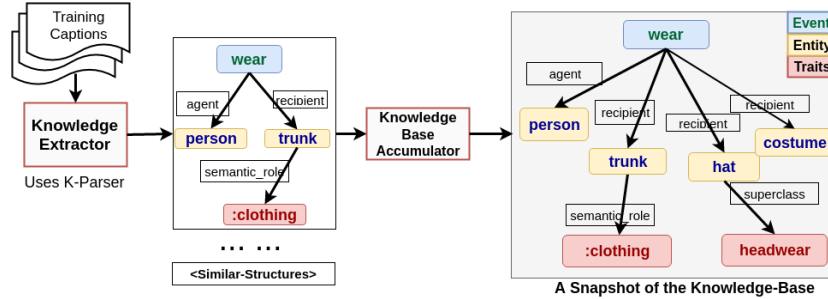 Training
Captions
Knowledge
Extractor
Uses K-Parser
wear
agent
recipient
person
trunk
semantic_role
:clothing
... ...
<Similar-Structures>
Knowledge
Base
Accumulator
wear
Event
Entity
Traits
agent
recipient
recipient
recipient
person
costume
trunk
hat
semantic_role
superclass
:clothing
headwear
A Snapshot of the Knowledge-Base